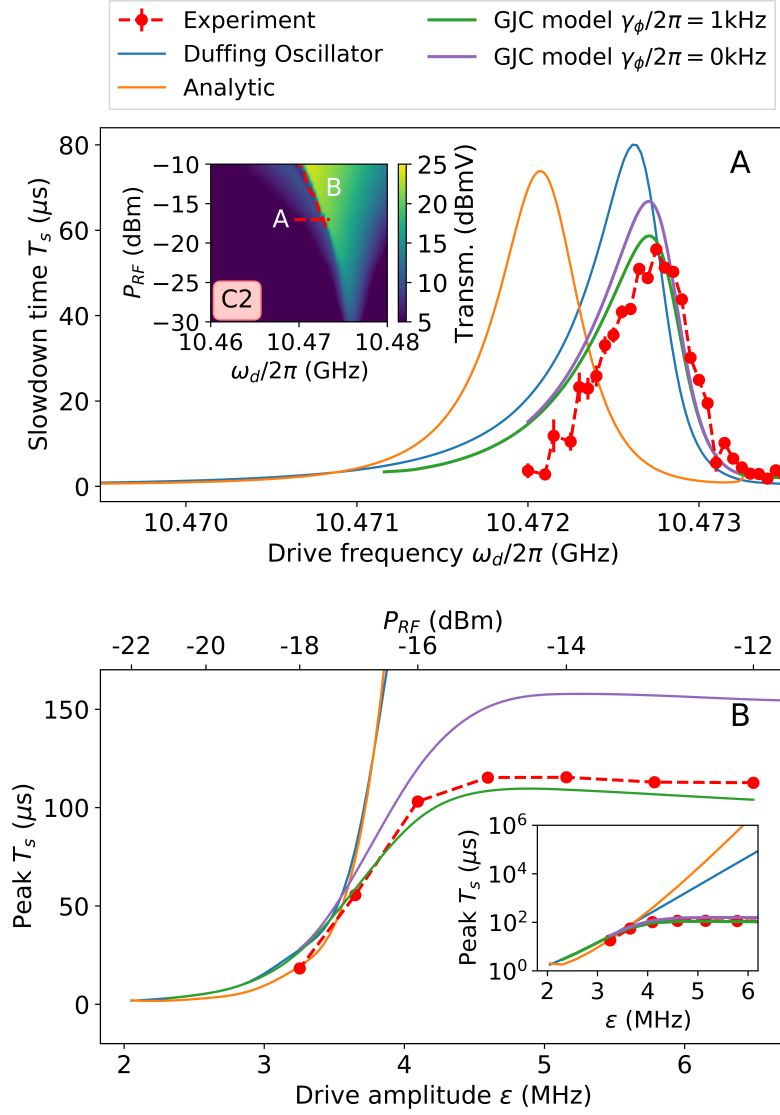 Experiment
Duffing Oscillator
Analytic
GJC model γ_ϕ/2π = 1kHz
GJC model γ_ϕ/2π = 0kHz
A
80
60
40
20
0
Slowdown time T_s (μs)
10.470 10.471 10.472 10.473
Drive frequency ω_d/2π (GHz)
−10
−15
−20
−25
−30
P_RF (dBm)
A
B
C2
10.46 10.47 10.48
ω_d/2π (GHz)
25
20
15
10
5
Transm. (dBmV)
P_RF (dBm)
-22 -20 -18 -16 -14 -12
B
150
100
50
0
Peak T_s (μs)
2 3 4 5 6
Drive amplitude ε (MHz)
10^6
10^4
10^2
10^0
Peak T_s (μs)
2 3 4 5 6
ε (MHz)